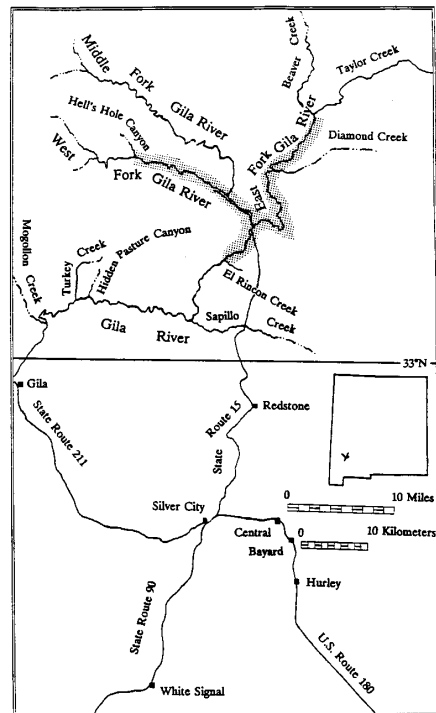 Middle Fork Gila River
Beaver Creek
Taylor Creek
Hell's Hole Canyon
East Fork Gila River
Diamond Creek
West Fork Gila River
Mogollon Creek
Turkey Creek
Hidden Pasture Canyon
El Rincon Creek
Sapillo Creek
Gila River
33°N
Gila
State Route 211
State Route 15
Redstone
0 10 Miles
Silver City
Central
0 10 Kilometers
Bayard
Hurley
State Route 90
U.S. Route 180
White Signal